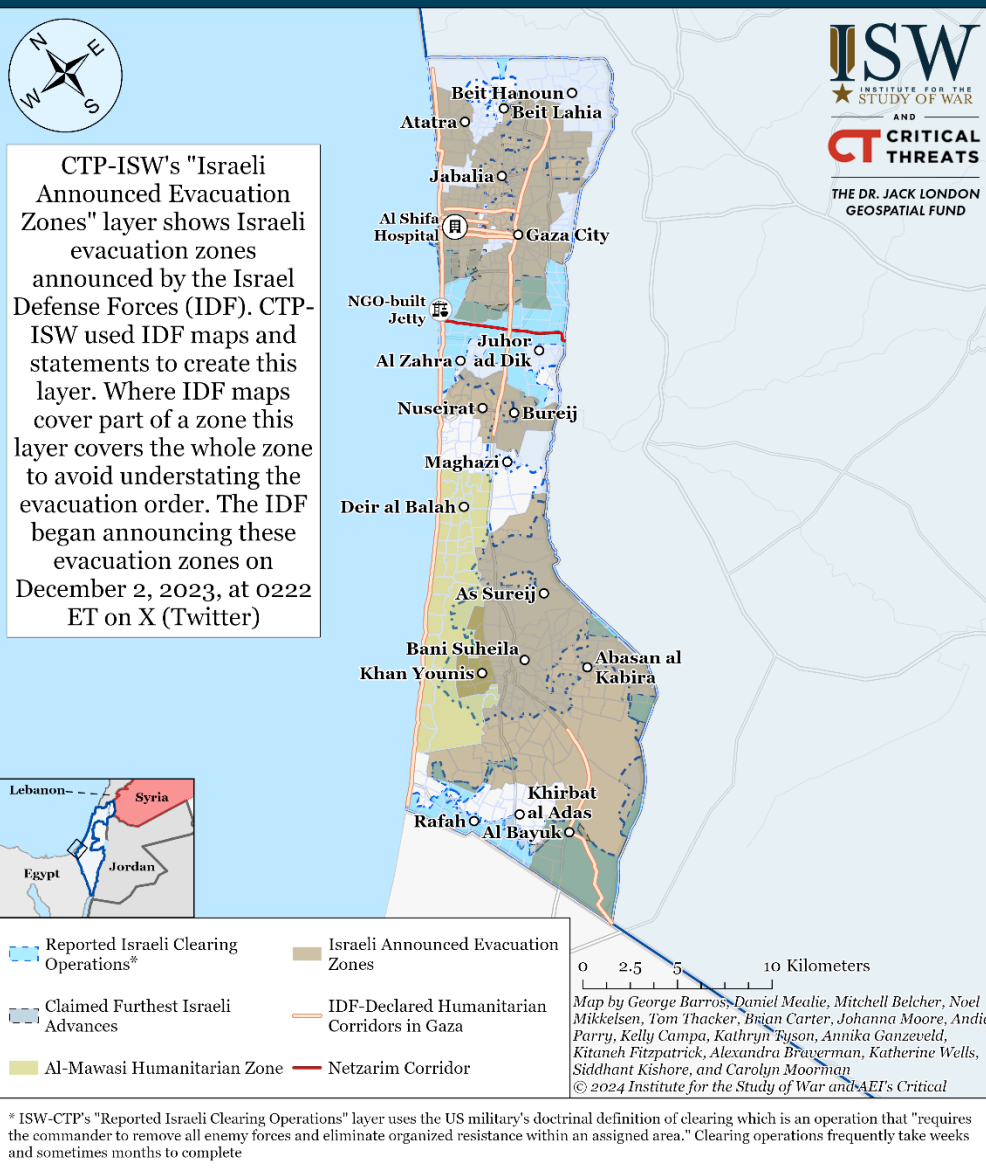 N
E
W
S
ISW
INSTITUTE FOR THE
STUDY OF WAR
AND
CT CRITICAL
THREATS
THE DR. JACK LONDON
GEOSPATIAL FUND
CTP-ISW's "Israeli
Announced Evacuation
Zones" layer shows Israeli
evacuation zones
announced by the Israel
Defense Forces (IDF). CTP-
ISW used IDF maps and
statements to create this
layer. Where IDF maps
cover part of a zone this
layer covers the whole zone
to avoid understating the
evacuation order. The IDF
began announcing these
evacuation zones on
December 2, 2023, at 0222
ET on X (Twitter)
Beit Hanoun
Beit Lahia
Atatra
Jabalia
Al Shifa
Hospital
Gaza City
NGO-built
Jetty
Juhor
ad Dik
Al Zahra
Nuseirat
Bureij
Maghazi
Deir al Balah
As Sureij
Bani Suheila
Abasan al
Kabira
Khan Younis
Khirbat
al Adas
Rafah
Al Bayuk
Lebanon
Syria
Egypt
Jordan
Reported Israeli Clearing
Operations*
Claimed Furthest Israeli
Advances
Al-Mawasi Humanitarian Zone
Israeli Announced Evacuation
Zones
IDF-Declared Humanitarian
Corridors in Gaza
Netzarim Corridor
0 2.5 5 10 Kilometers
Map by George Barros, Daniel Mealie, Mitchell Belcher, Noel
Mikkelsen, Tom Thacker, Brian Carter, Johanna Moore, Andie
Parry, Kelly Campa, Kathryn Tyson, Annika Ganzeveld,
Kitaneh Fitzpatrick, Alexandra Braverman, Katherine Wells,
Siddhant Kishore, and Carolyn Moorman
© 2024 Institute for the Study of War and AEI's Critical
* ISW-CTP's "Reported Israeli Clearing Operations" layer uses the US military's doctrinal definition of clearing which is an operation that "requires
the commander to remove all enemy forces and eliminate organized resistance within an assigned area." Clearing operations frequently take weeks
and sometimes months to complete